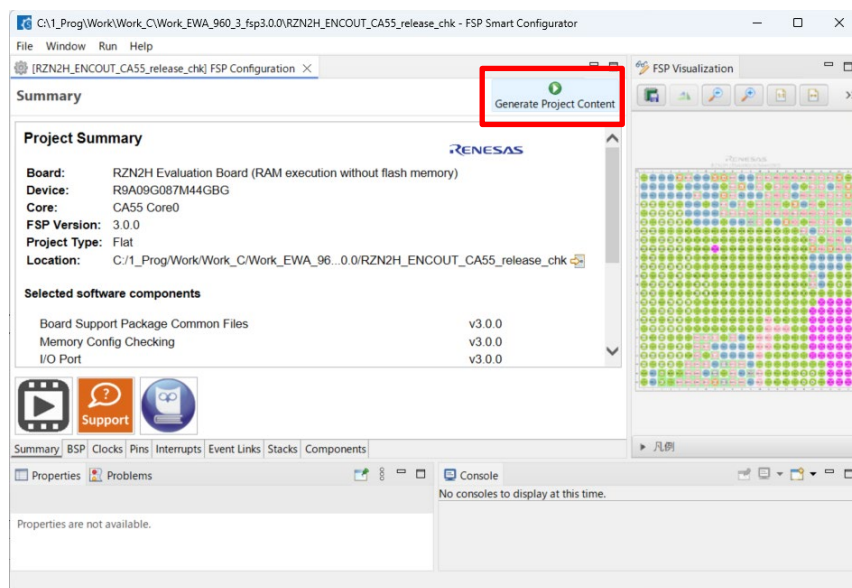 C:\1_Prog\Work\Work_C\Work_EWA_960_3_fsp3.0.0\RZN2H_ENCOUT_CA55_release_chk - FSP Smart Configurator
File Window Run Help
[RZN2H_ENCOUT_CA55_release_chk] FSP Configuration
FSP Visualization
Summary
Generate Project Content
Project Summary
RENESAS
Board: RZN2H Evaluation Board (RAM execution without flash memory)
Device: R9A09G087M44GBG
Core: CA55 Core0
FSP Version: 3.0.0
Project Type: Flat
Location: C:/1_Prog/Work/Work_C/Work_EWA_96...0.0/RZN2H_ENCOUT_CA55_release_chk
Selected software components
Board Support Package Common Files v3.0.0
Memory Config Checking v3.0.0
I/O Port v3.0.0
Support
凡例
Summary BSP Clocks Pins Interrupts Event Links Stacks Components
Properties Problems
Console
No consoles to display at this time.
Properties are not available.